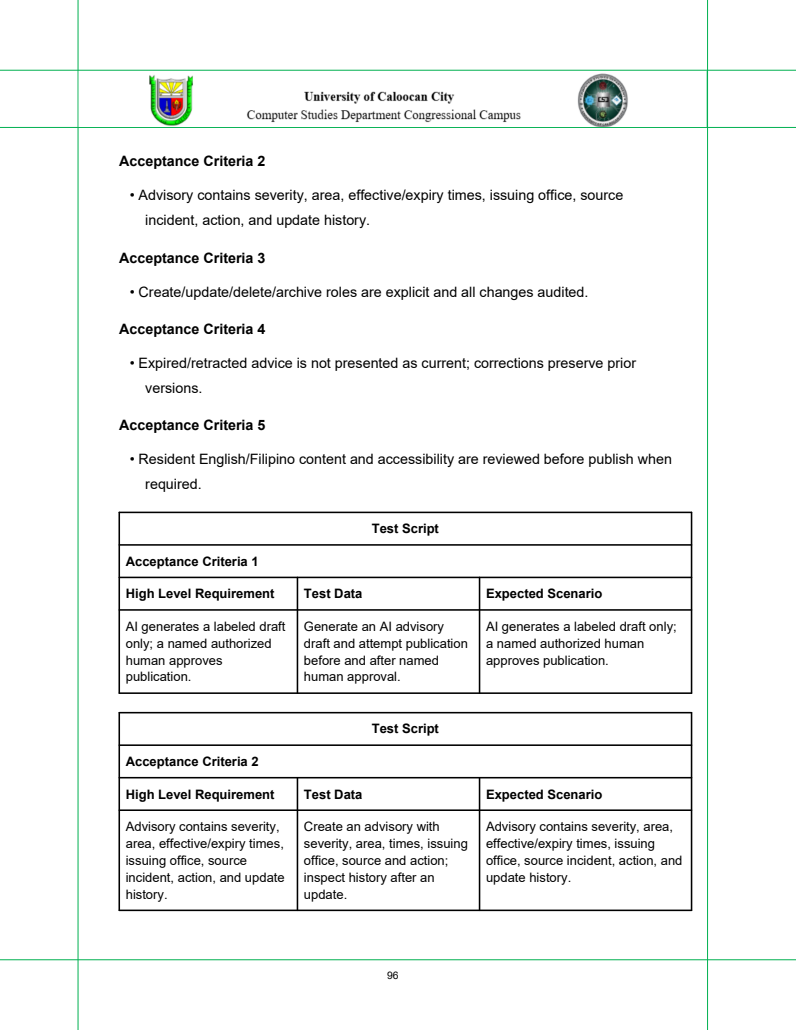 University of Caloocan City
Computer Studies Department Congressional Campus
Acceptance Criteria 2
• Advisory contains severity, area, effective/expiry times, issuing office, source
incident, action, and update history.
Acceptance Criteria 3
• Create/update/delete/archive roles are explicit and all changes audited.
Acceptance Criteria 4
• Expired/retracted advice is not presented as current; corrections preserve prior
versions.
Acceptance Criteria 5
• Resident English/Filipino content and accessibility are reviewed before publish when
required.
Test Script
Acceptance Criteria 1
High Level Requirement
Test Data
Expected Scenario
AI generates a labeled draft
only; a named authorized
human approves
publication.
Generate an AI advisory
draft and attempt publication
before and after named
human approval.
AI generates a labeled draft only;
a named authorized human
approves publication.
Test Script
Acceptance Criteria 2
High Level Requirement
Test Data
Expected Scenario
Advisory contains severity,
area, effective/expiry times,
issuing office, source
incident, action, and update
history.
Create an advisory with
severity, area, times, issuing
office, source and action;
inspect history after an
update.
Advisory contains severity, area,
effective/expiry times, issuing
office, source incident, action, and
update history.
96